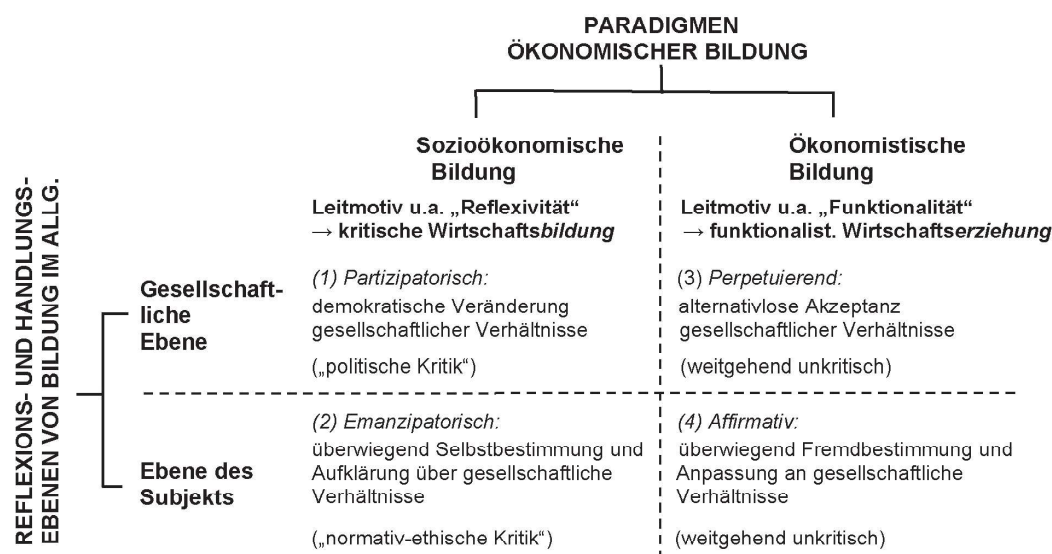 PARADIGMEN
ÖKONOMISCHER BILDUNG
Sozioökonomische
Bildung
Ökonomistische
Bildung
Leitmotiv u.a. „Reflexivität“
→ kritische Wirtschaftsbildung
Leitmotiv u.a. „Funktionalität“
→ funktionalist. Wirtschaftserziehung
REFLEXIONS- UND HANDLUNGS-
EBENEN VON BILDUNG IM ALLG.
Gesellschaft-
liche
Ebene
(1) Partizipatorisch:
demokratische Veränderung
gesellschaftlicher Verhältnisse
(„politische Kritik“)
(3) Perpetuierend:
alternativlose Akzeptanz
gesellschaftlicher Verhältnisse
(weitgehend unkritisch)
Ebene des
Subjekts
(2) Emanzipatorisch:
überwiegend Selbstbestimmung und
Aufklärung über gesellschaftliche
Verhältnisse
(„normativ-ethische Kritik“)
(4) Affirmativ:
überwiegend Fremdbestimmung und
Anpassung an gesellschaftliche
Verhältnisse
(weitgehend unkritisch)